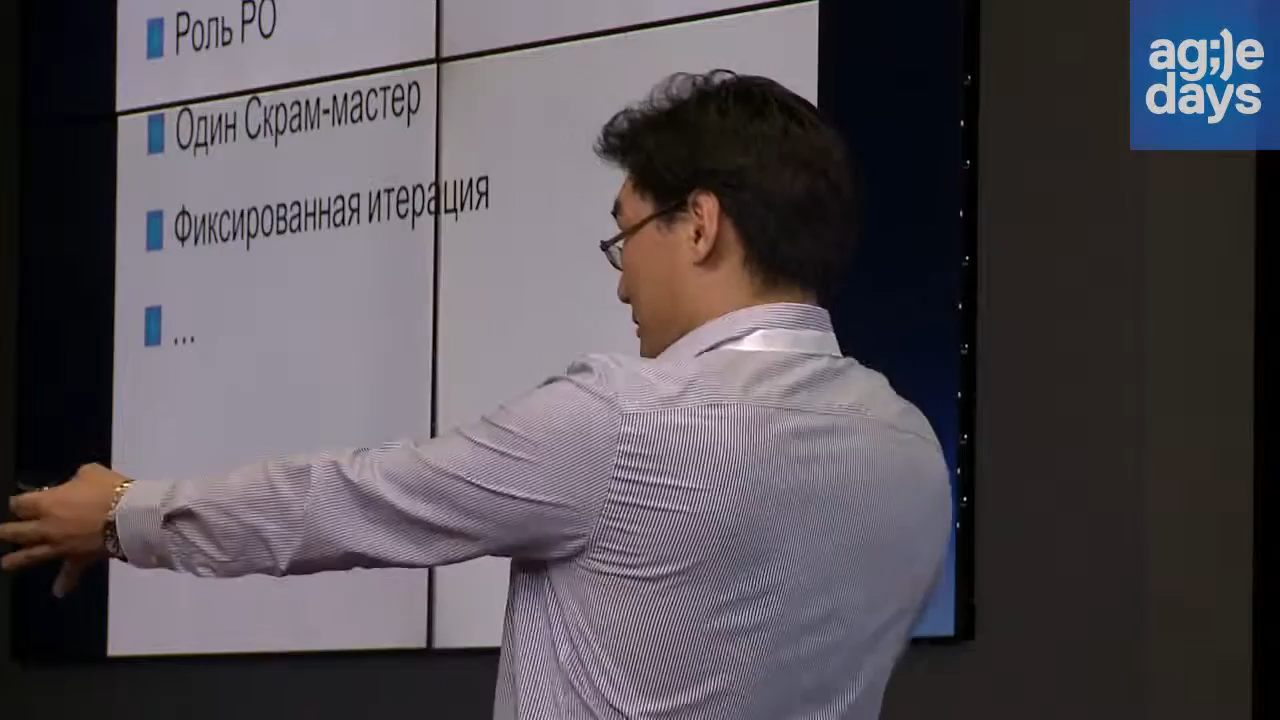 Роль PO
Один Скрам-мастер
Фиксированная итерация
...
ag;)e
days